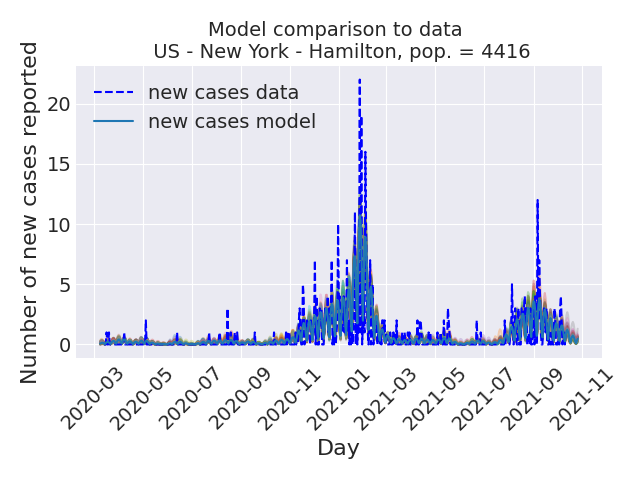 Model comparison to data
US - New York - Hamilton, pop. = 4416
Number of new cases reported
new cases data
new cases model
20
15
10
5
0
2020-03
2020-05
2020-07
2020-09
2020-11
2021-01
2021-03
2021-05
2021-07
2021-09
2021-11
Day